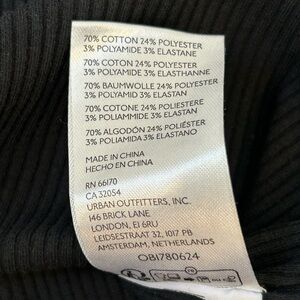 70% COTTON 24% POLYESTER
3% POLYAMIDE 3% ELASTANE
70% COTON 24% POLYESTER
3% POLYAMIDE 3% ELASTHANNE
70% BAUMWOLLE 24% POLYESTER
3% POLYAMID 3% ELASTAN
70% COTONE 24% POLIESTERE
3% POLIAMMIDE 3% ELASTAN
70% ALGODÓN 24% POLIÉSTER
3% POLIAMIDA 3% ELASTANO
MADE IN CHINA
HECHO EN CHINA
RN 66170
CA 32054
URBAN OUTFITTERS, INC.
146 BRICK LANE
LONDON, E1 6RU
LEIDSESTRAAT 32, 1017 PB
AMSTERDAM, NETHERLANDS
OB1780624